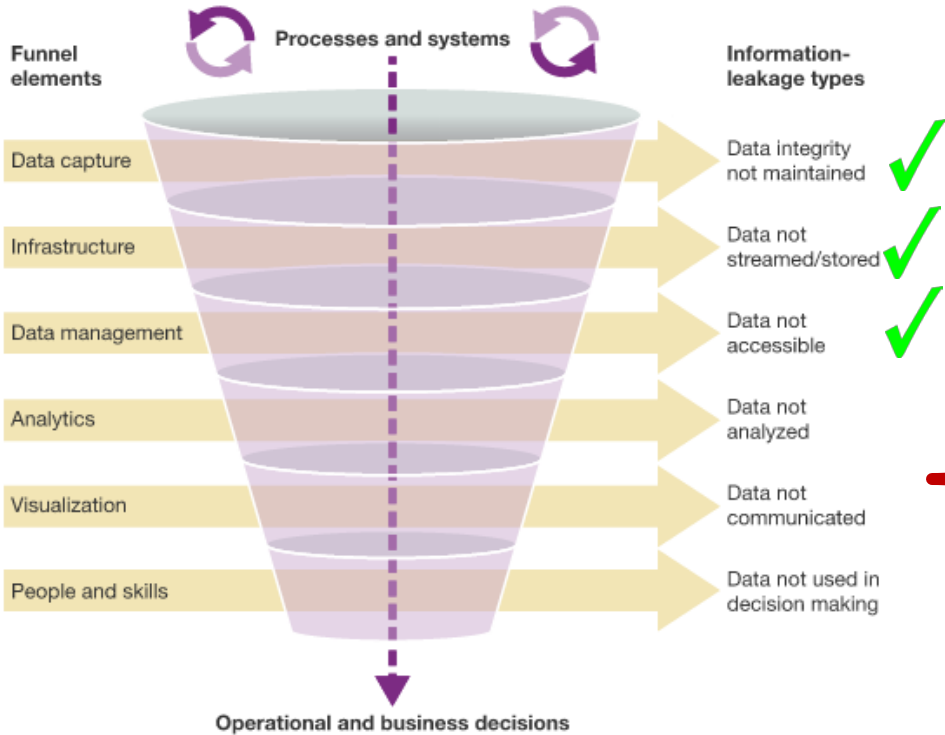 Processes and systems
Funnel
elements
Information-
leakage types
Data capture
Data integrity
not maintained
Infrastructure
Data not
streamed/stored
Data management
Data not
accessible
Analytics
Data not
analyzed
Visualization
Data not
communicated
People and skills
Data not used in
decision making
Operational and business decisions